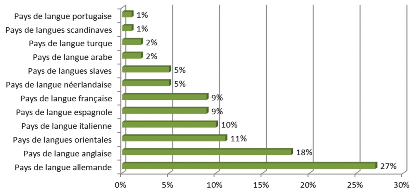 Pays de langue portugaise 1%
Pays de langues scandinaves 1%
Pays de langue turque 2%
Pays de langue arabe 2%
Pays de langues slaves 5%
Pays de langue néerlandaise 5%
Pays de langue française 9%
Pays de langue espagnole 9%
Pays de langue italienne 10%
Pays de langues orientales 11%
Pays de langue anglaise 18%
Pays de langue allemande 27%
0% 5% 10% 15% 20% 25% 30%